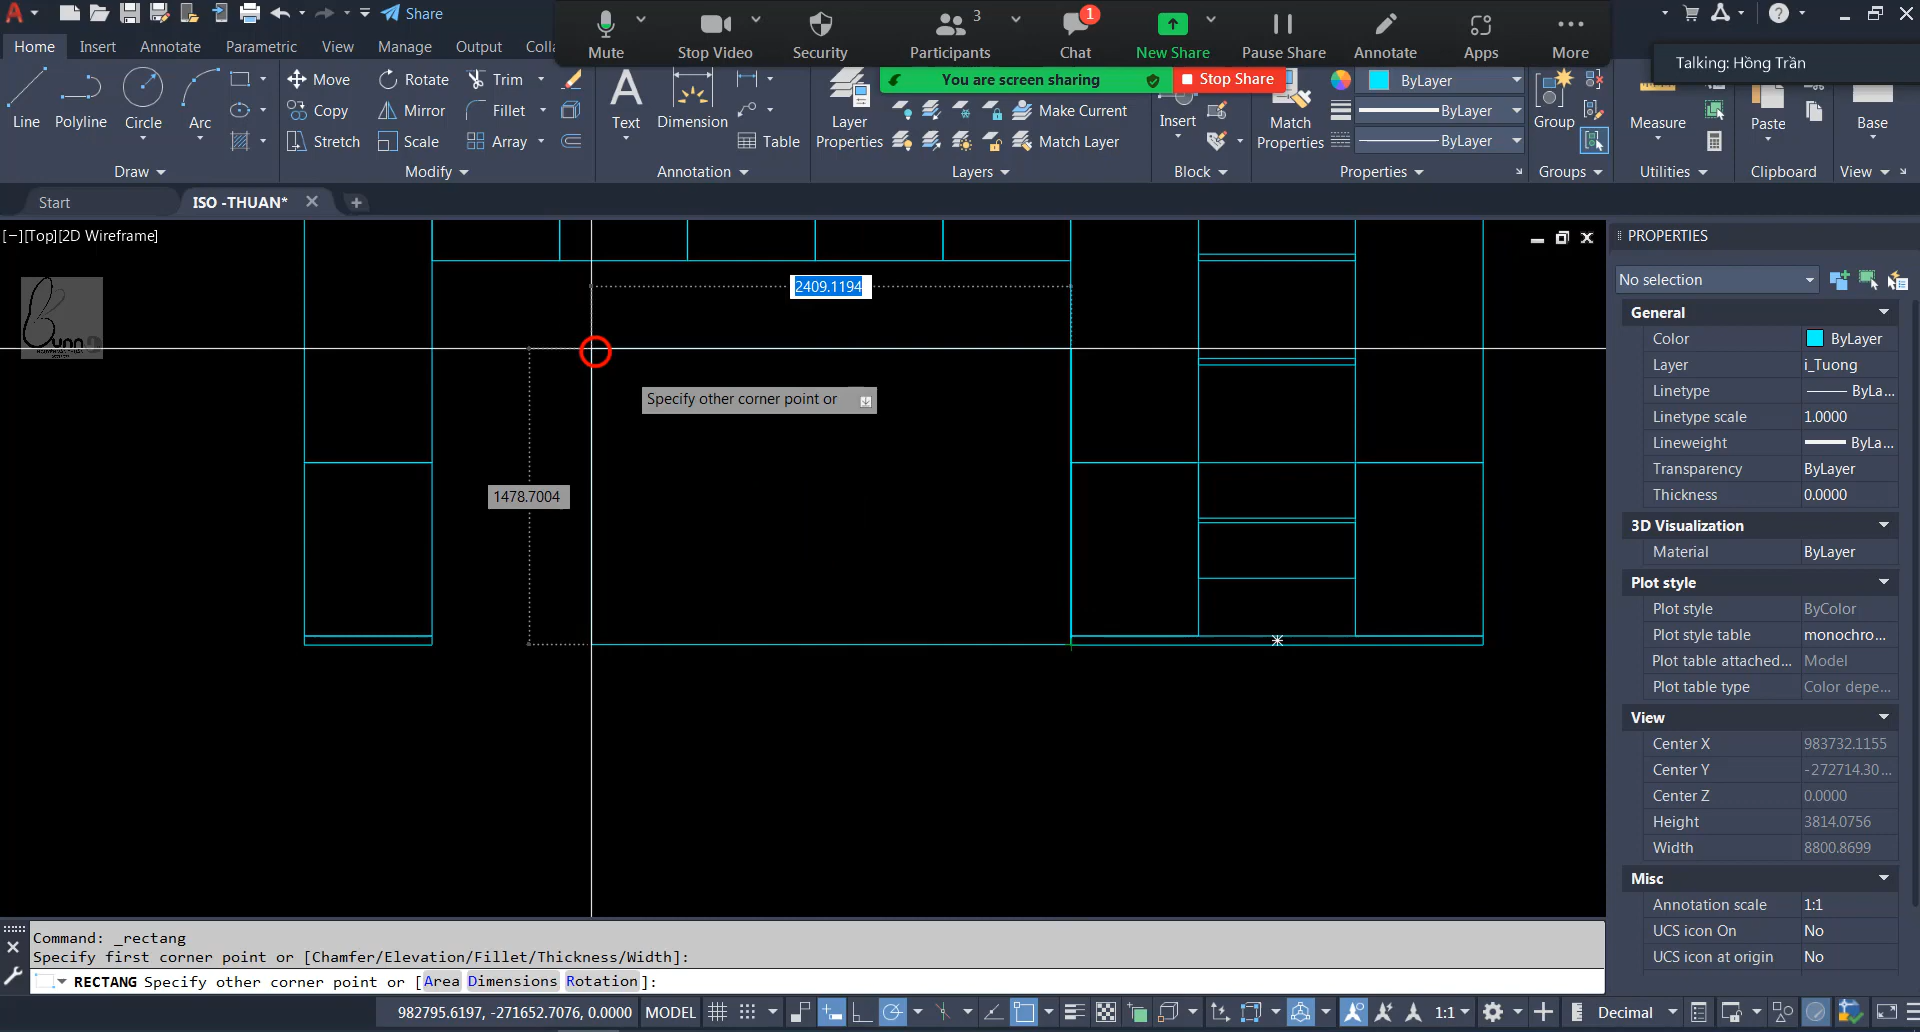 Share
Mute
Stop Video
Security
Participants
3
Chat
1
New Share
Pause Share
Annotate
Apps
More
You are screen sharing
Stop Share
Talking: Hồng Trần
Home
Insert
Annotate
Parametric
View
Manage
Output
Colla
Line
Polyline
Circle
Arc
Draw
Move
Rotate
Trim
Copy
Mirror
Fillet
Stretch
Scale
Array
Modify
Text
Dimension
Table
Annotation
Layer
Properties
Make Current
Match Layer
Layers
Insert
Block
Match
Properties
ByLayer
ByLayer
ByLayer
Properties
Group
Groups
Measure
Utilities
Paste
Clipboard
Base
View
Start
ISO -THUAN*
[−][Top][2D Wireframe]
2409.1194
Specify other corner point or
1478.7004
PROPERTIES
No selection
General
Color ByLayer
Layer i_Tuong
Linetype ByLa...
Linetype scale 1.0000
Lineweight ByLa...
Transparency ByLayer
Thickness 0.0000
3D Visualization
Material ByLayer
Plot style
Plot style ByColor
Plot style table monochro...
Plot table attached... Model
Plot table type Color depe...
View
Center X 983732.1155
Center Y -272714.30...
Center Z 0.0000
Height 3814.0756
Width 8800.8699
Misc
Annotation scale 1:1
UCS icon On No
UCS icon at origin No
Command: _rectang
Specify first corner point or [Chamfer/Elevation/Fillet/Thickness/Width]:
RECTANG Specify other corner point or [Area Dimensions Rotation]:
982795.6197, -271652.7076, 0.0000 MODEL
1:1
Decimal